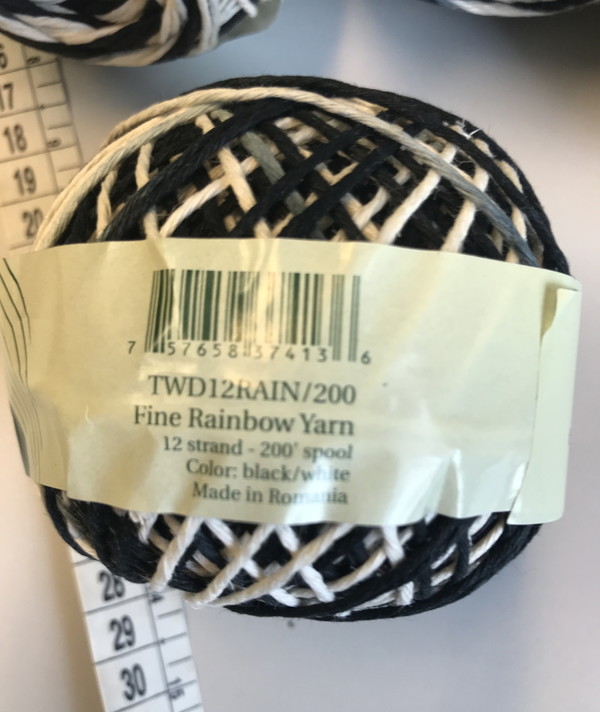 16
17
18
19
20
7 57658 37413 6
TWD12RAIN/200
Fine Rainbow Yarn
12 strand - 200' spool
Color: black/white
Made in Romania
28
29
30